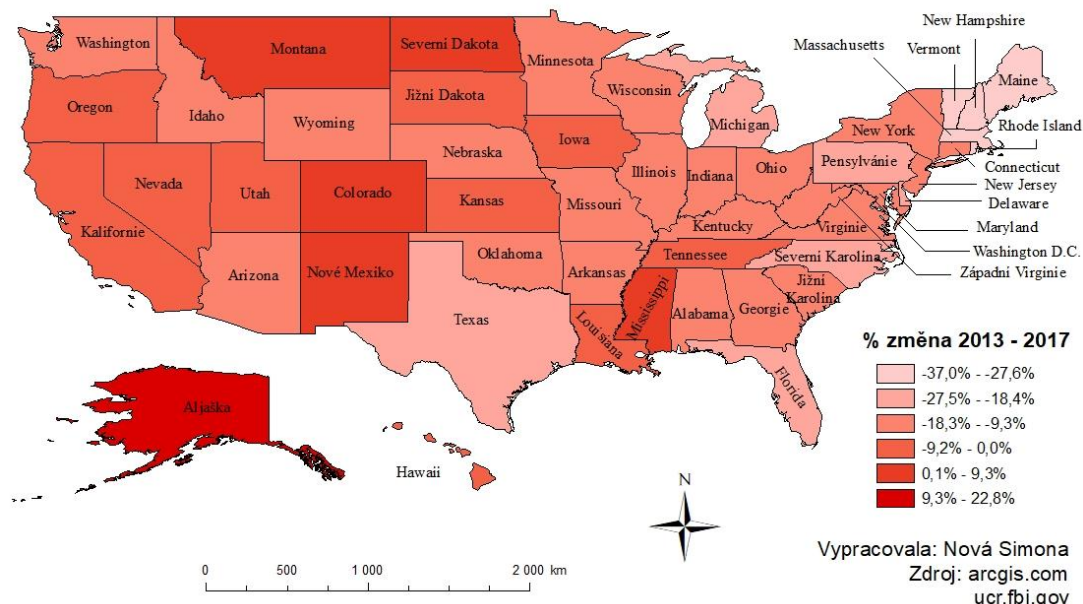 New Hampshire
Massachusetts
Vermont
Washington
Montana
Severní Dakota
Minnesota
Maine
Oregon
Idaho
Jižní Dakota
Wisconsin
Michigan
New York
Rhode Island
Wyoming
Iowa
Pensylvánie
Connecticut
Nebraska
New Jersey
Nevada
Utah
Colorado
Kansas
Illinois
Indiana
Ohio
Delaware
Kalifornie
Missouri
Kentucky
Virginie
Maryland
Washington D.C.
Západní Virginie
Arizona
Nové Mexiko
Oklahoma
Arkansas
Tennessee
Severní Karolina
Jižní
Karolina
Texas
Louisiana
Mississippi
Alabama
Georgie
Florida
Aljaška
Hawaii
% změna 2013 - 2017
-37,0% - -27,6%
-27,5% - -18,4%
-18,3% - -9,3%
-9,2% - 0,0%
0,1% - 9,3%
9,3% - 22,8%
N
0 500 1 000 2 000 km
Vypracovala: Nová Simona
Zdroj: arcgis.com
ucr.fbi.gov